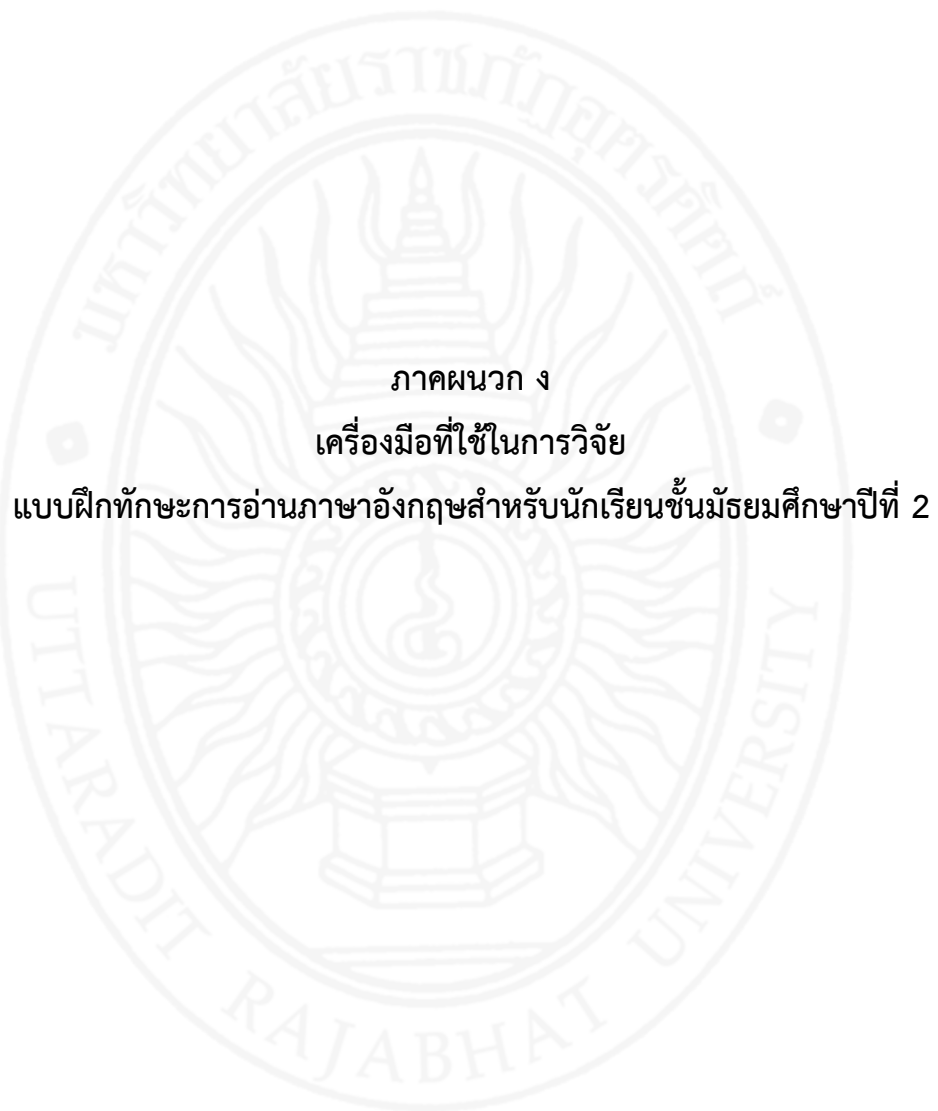 มหาวิทยาลัยราชภัฏอุตรดิตถ์
ภาคผนวก ง
เครื่องมือที่ใช้ในการวิจัย
แบบฝึกทักษะการอ่านภาษาอังกฤษสำหรับนักเรียนชั้นมัธยมศึกษาปีที่ 2
UTTARADIT RAJABHAT UNIVERSITY